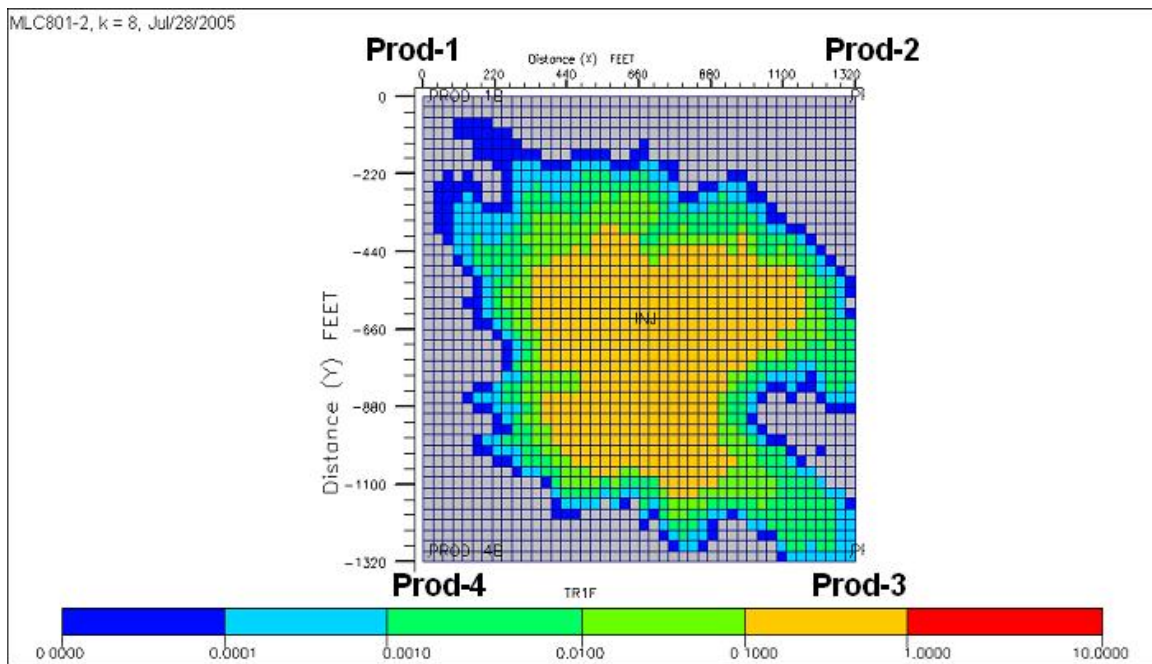 MLC801-2, k = 8, Jul/28/2005
Prod-1 Prod-2
Distance (X) FEET
0 220 440 660 880 1100 1320
PROD 1B P
0
-220
-440
-660
-880
-1100
-1320
Distance (Y) FEET
INJ
PROD 4B P
Prod-4 Prod-3
TR1F
0.0000 0.0001 0.0010 0.0100 0.1000 1.0000 10.0000